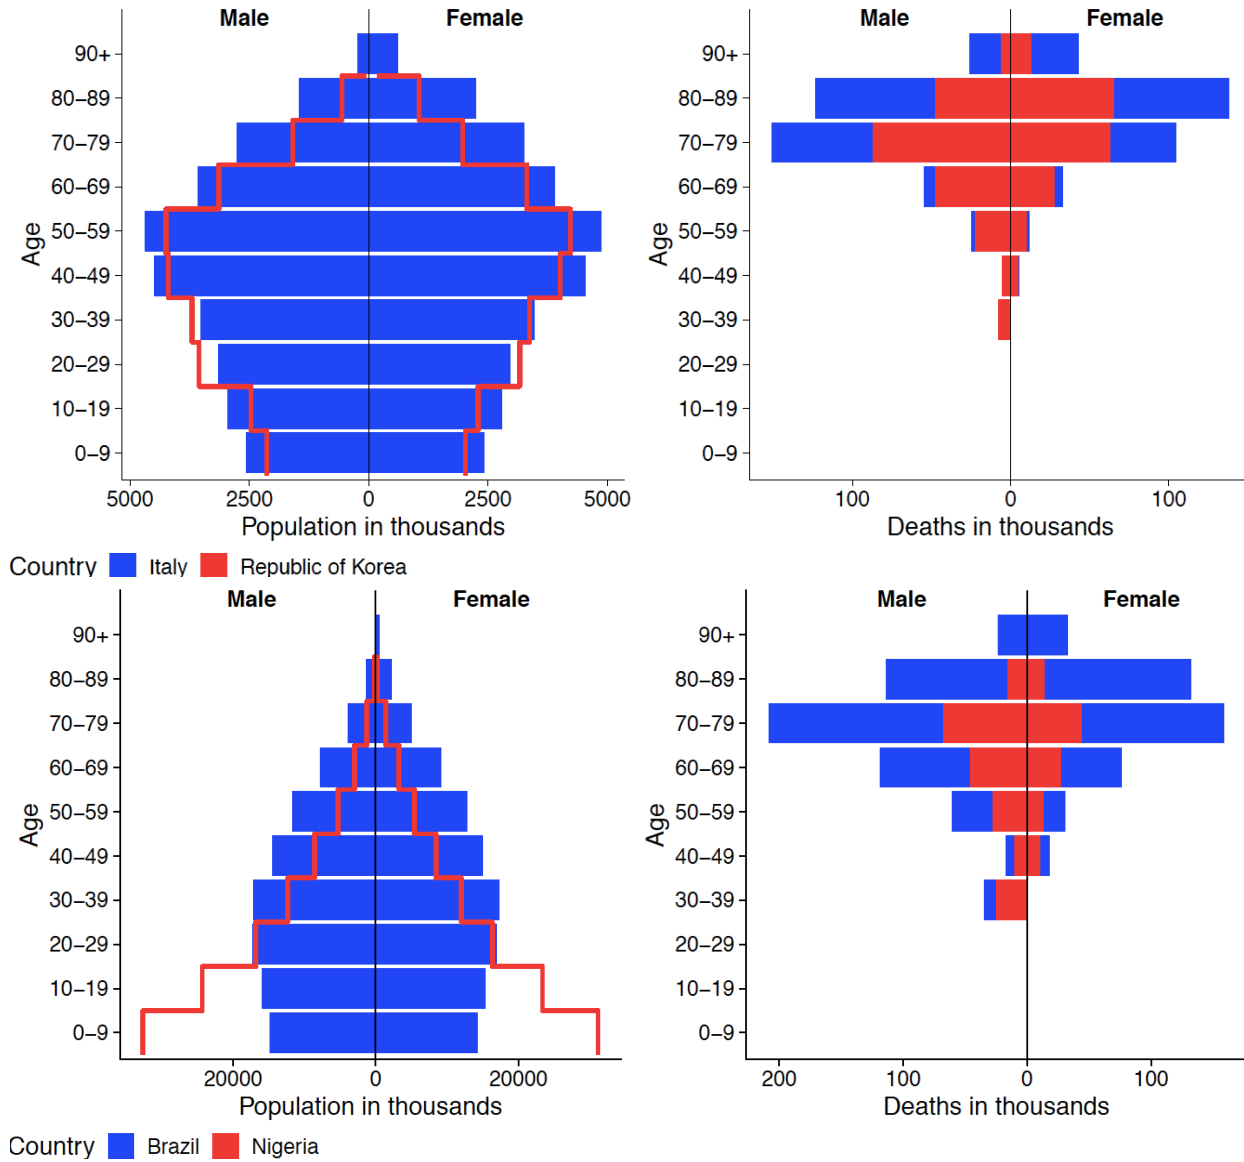 Male Female
90+
80–89
70–79
60–69
50–59
40–49
30–39
20–29
10–19
0–9
Age
5000 2500 0 2500 5000
Population in thousands
Male Female
90+
80–89
70–79
60–69
50–59
40–49
30–39
20–29
10–19
0–9
Age
100 0 100
Deaths in thousands
Country Italy Republic of Korea
Male Female
90+
80–89
70–79
60–69
50–59
40–49
30–39
20–29
10–19
0–9
Age
20000 0 20000
Population in thousands
Male Female
90+
80–89
70–79
60–69
50–59
40–49
30–39
20–29
10–19
0–9
Age
200 100 0 100
Deaths in thousands
Country Brazil Nigeria